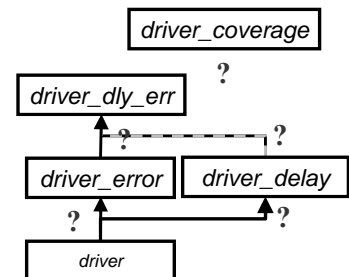 driver_coverage
?
driver_dly_err
? ?
driver_error driver_delay
? ?
driver